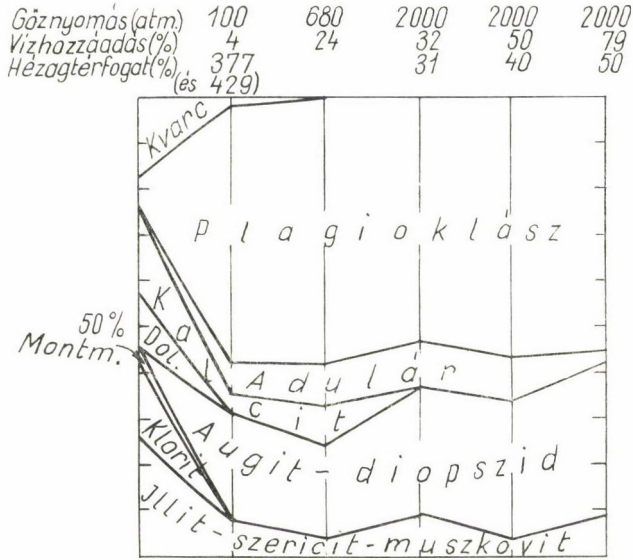 Gőznyomás (atm.) 100 680 2000 2000 2000
Vízhozzáadás (%) 4 24 32 50 79
Hézagtérfogat (%) 377 31 40 50
(és 429)
Kvarc
Plagioklász
Kalcit
50%
Montm.
Dol.
Adulár
Augit-diopszid
Klorit
Illit-szericit-muszkovit